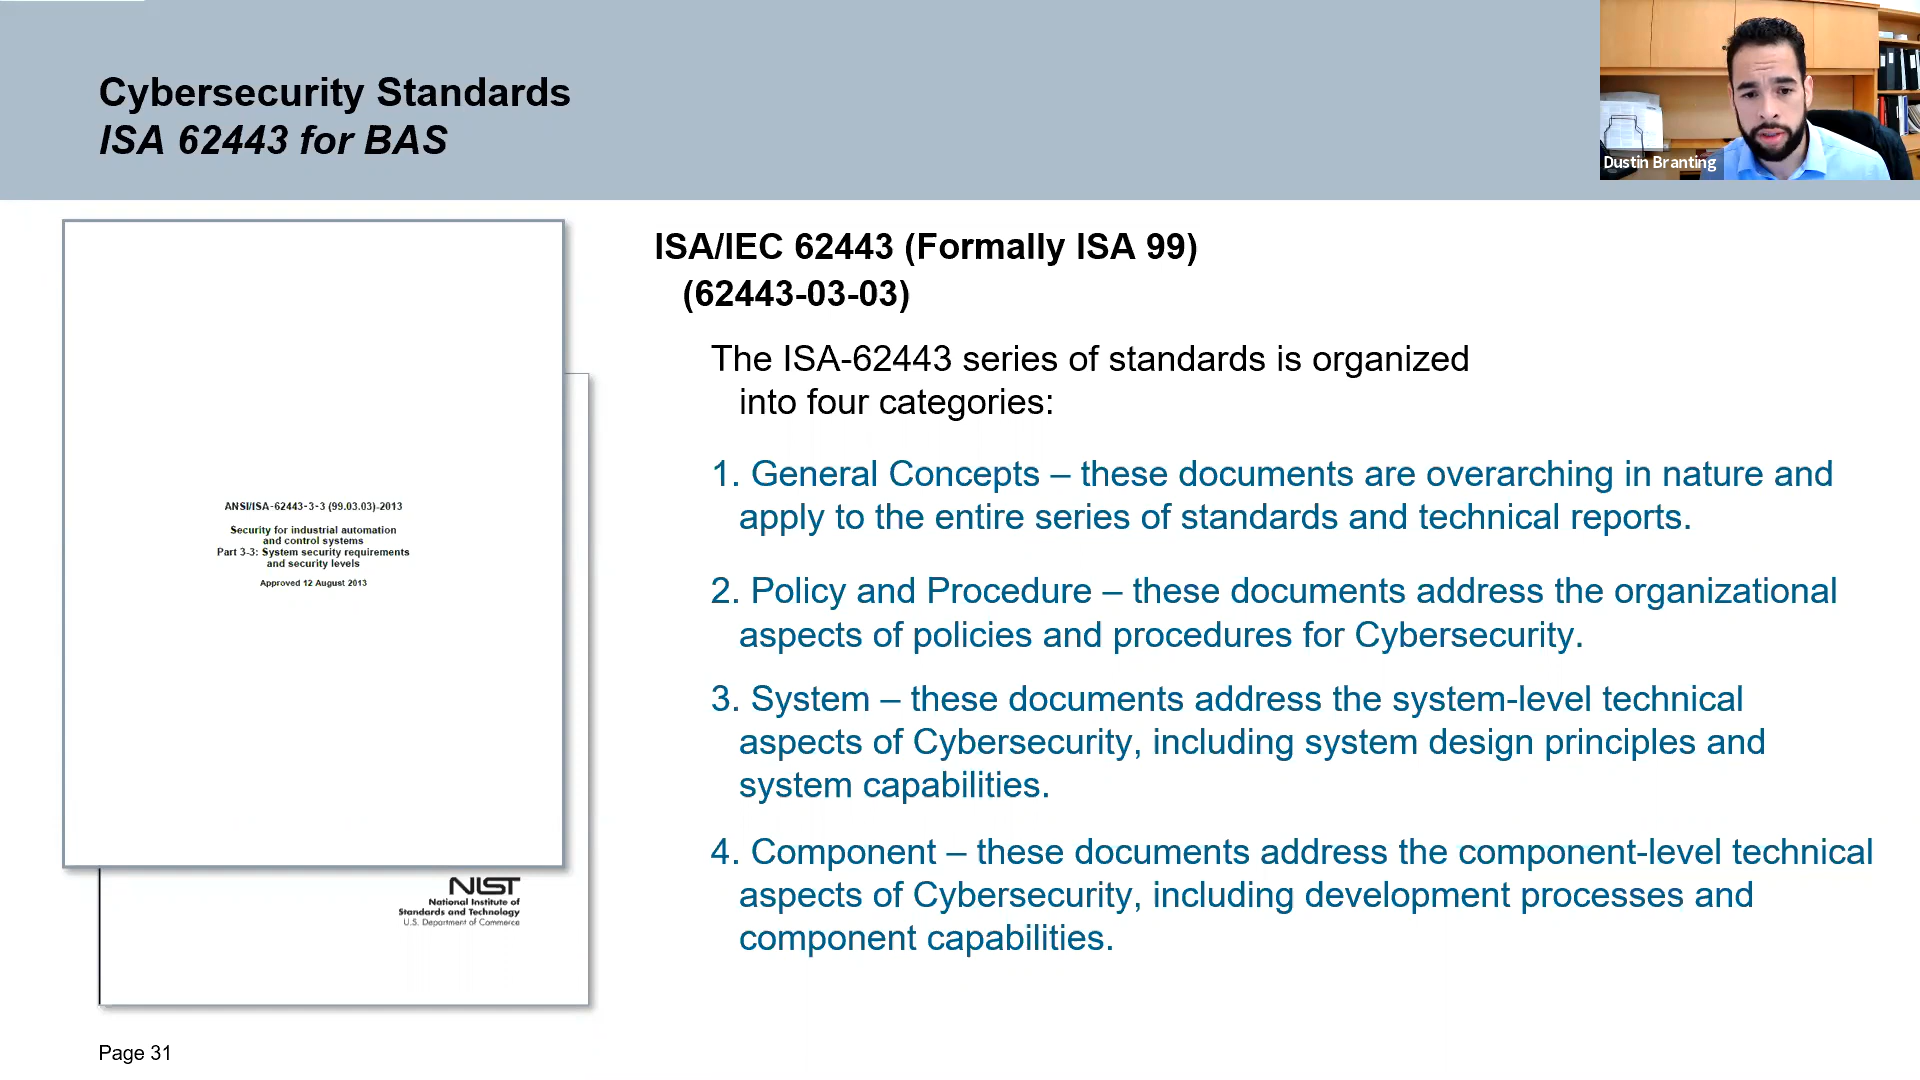 Cybersecurity Standards
ISA 62443 for BAS
Dustin Branting
ANSI/ISA-62443-3-3 (99.03.03)-2013
Security for industrial automation
and control systems
Part 3-3: System security requirements
and security levels
Approved 12 August 2013
NIST
National Institute of
Standards and Technology
U.S. Department of Commerce
ISA/IEC 62443 (Formally ISA 99)
(62443-03-03)
The ISA-62443 series of standards is organized
into four categories:
1. General Concepts – these documents are overarching in nature and
apply to the entire series of standards and technical reports.
2. Policy and Procedure – these documents address the organizational
aspects of policies and procedures for Cybersecurity.
3. System – these documents address the system-level technical
aspects of Cybersecurity, including system design principles and
system capabilities.
4. Component – these documents address the component-level technical
aspects of Cybersecurity, including development processes and
component capabilities.
Page 31